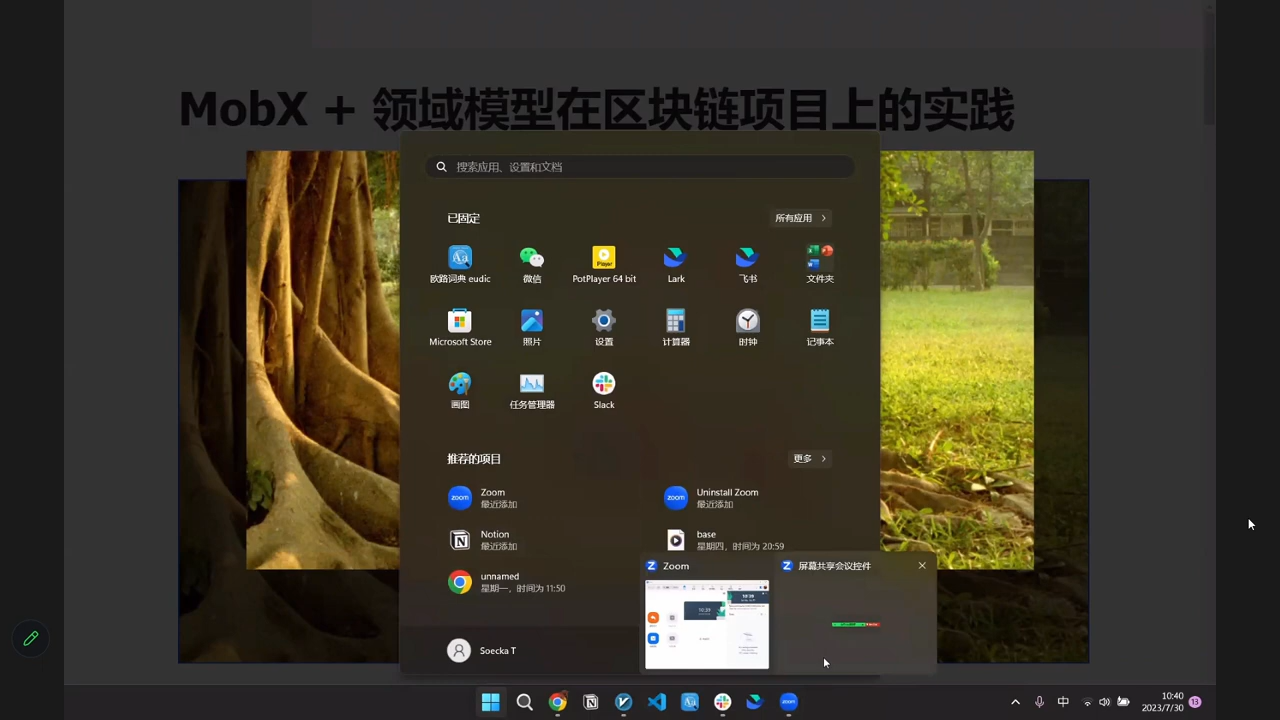 MobX + 领域模型在区块链项目上的实践
搜索应用、设置和文档
已固定
所有应用
欧路词典 eudic
微信
PotPlayer 64 bit
Lark
飞书
文件夹
Microsoft Store
照片
设置
计算器
时钟
记事本
画图
任务管理器
Slack
推荐的项目
更多
Zoom
最近添加
Uninstall Zoom
最近添加
Notion
最近添加
base
星期四，时间为 20:59
unnamed
星期一，时间为 11:50
Zoom
屏幕共享会议控件
Soecka T
中
10:40
2023/7/30
13